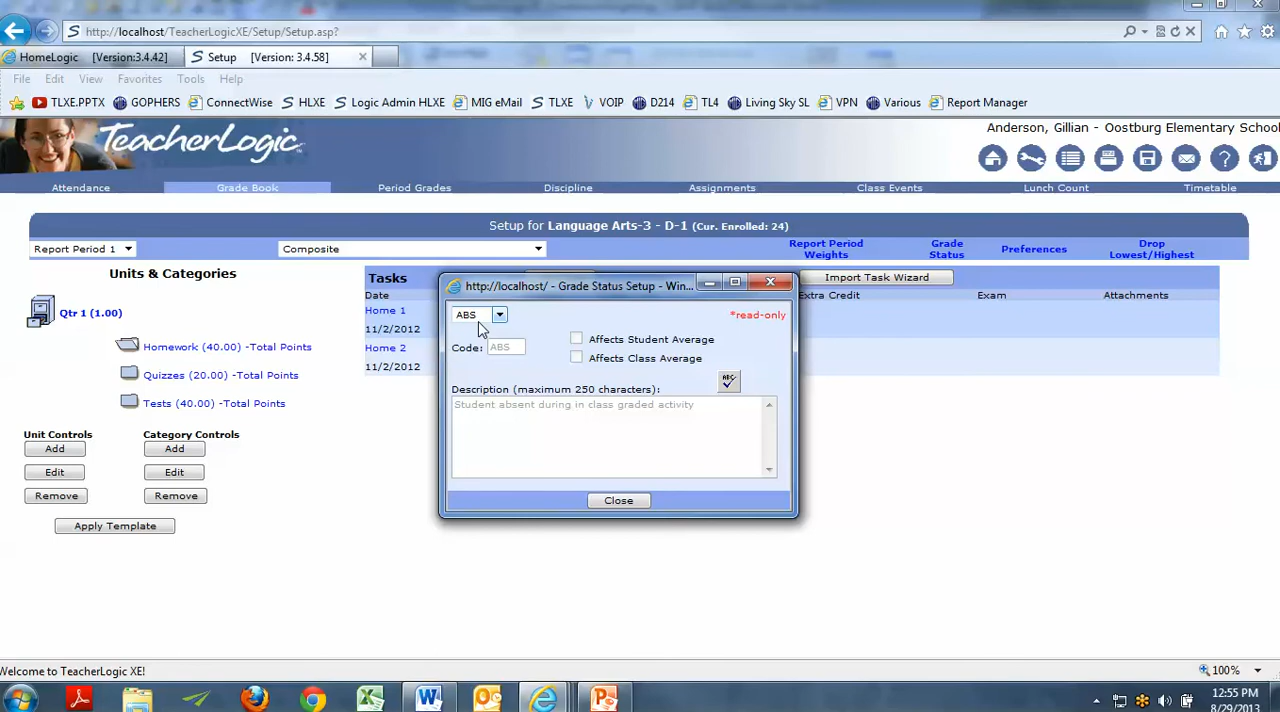 http://localhost/TeacherLogicXE/Setup/Setup.asp?
HomeLogic [Version:3.4.42]
Setup [Version: 3.4.58]
File Edit View Favorites Tools Help
TLXE.PPTX GOPHERS ConnectWise HLXE Logic Admin HLXE MIG eMail TLXE VOIP D214 TL4 Living Sky SL VPN Various Report Manager
TeacherLogic
Anderson, Gillian - Oostburg Elementary School
Attendance Grade Book Period Grades Discipline Assignments Class Events Lunch Count Timetable
Setup for Language Arts-3 - D-1 (Cur. Enrolled: 24)
Report Period 1
Composite
Report Period Weights
Grade Status
Preferences
Drop Lowest/Highest
Units & Categories
Qtr 1 (1.00)
Homework (40.00) -Total Points
Quizzes (20.00) -Total Points
Tests (40.00) -Total Points
Unit Controls Category Controls
Add Add
Edit Edit
Remove Remove
Apply Template
Tasks
Import Task Wizard
Date Extra Credit Exam Attachments
Home 1
11/2/2012
Home 2
11/2/2012
http://localhost/ - Grade Status Setup - Win...
ABS
*read-only
Code: ABS
Affects Student Average
Affects Class Average
ABC
Description (maximum 250 characters):
Student absent during in class graded activity
Close
Welcome to TeacherLogic XE!
100%
12:55 PM
8/29/2013